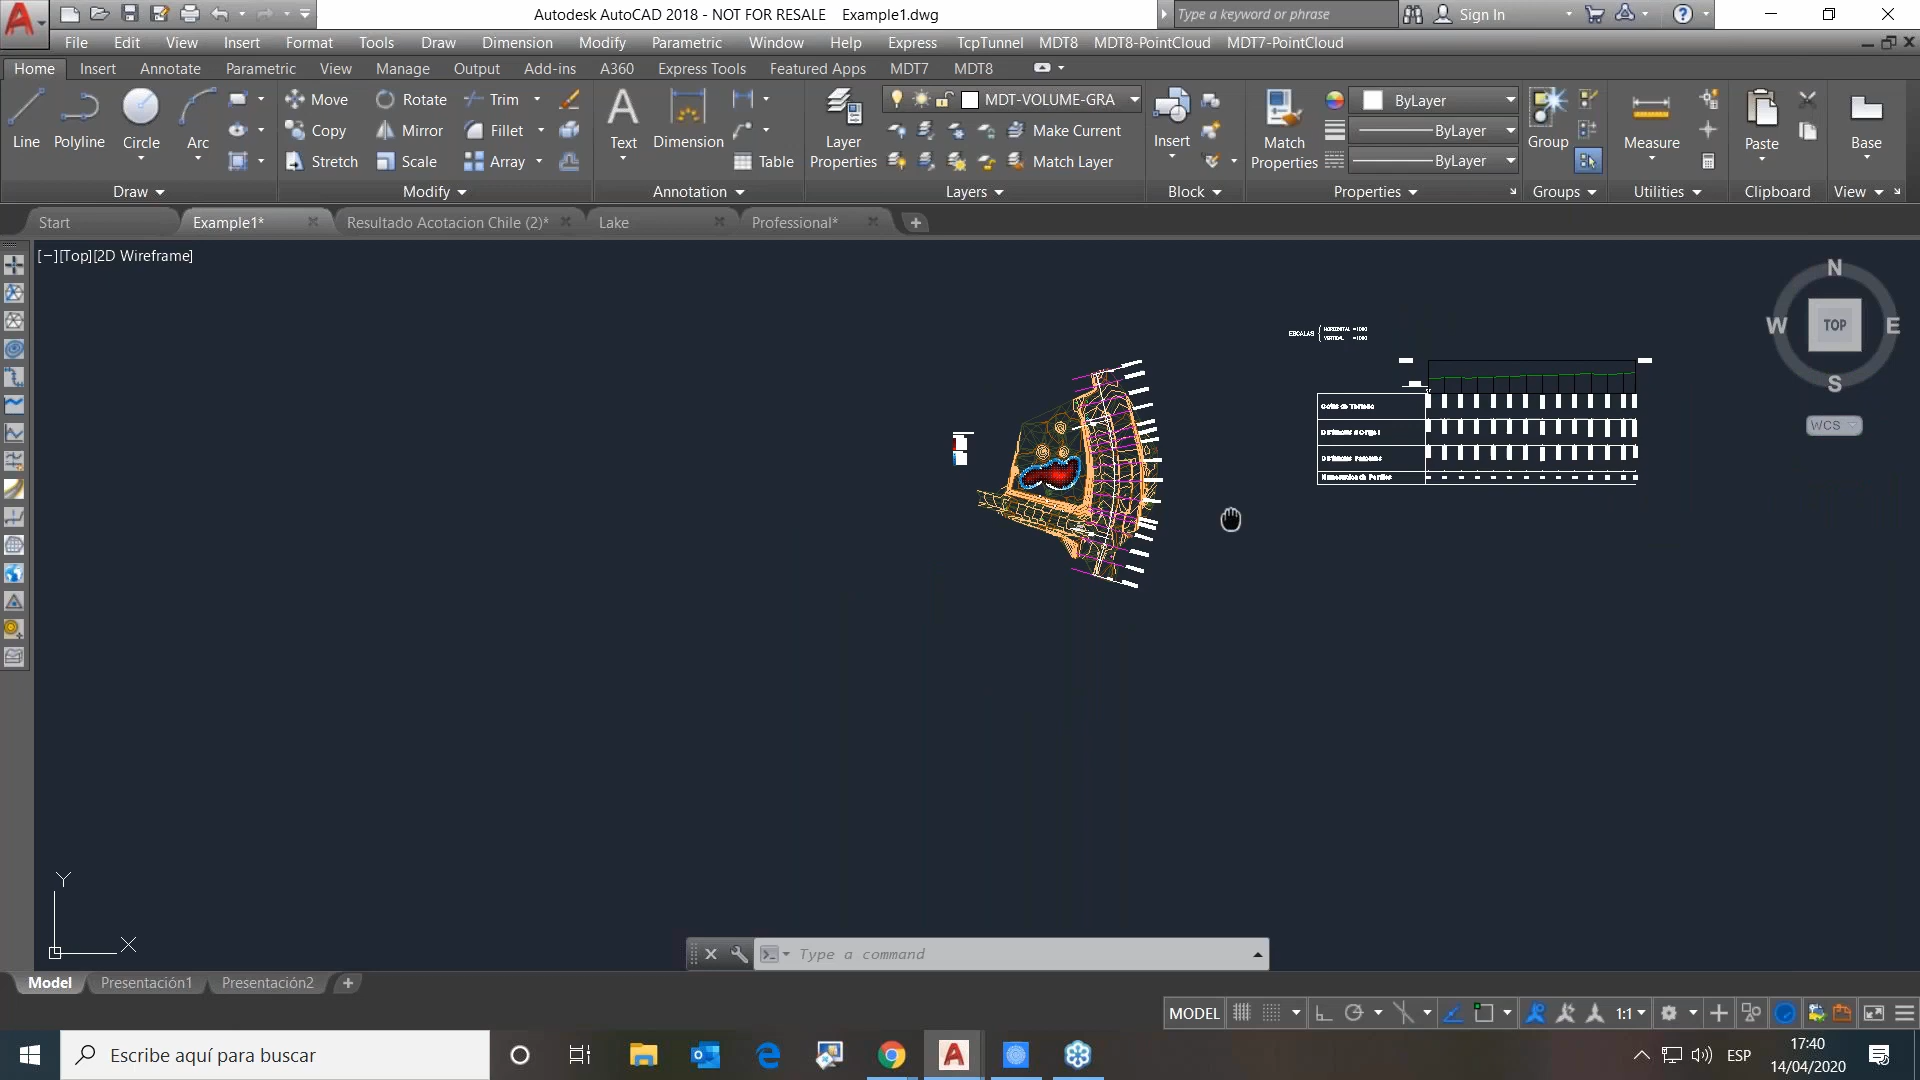 Autodesk AutoCAD 2018 - NOT FOR RESALE Example1.dwg
Type a keyword or phrase
Sign In
File Edit View Insert Format Tools Draw Dimension Modify Parametric Window Help Express TcpTunnel MDT8 MDT8-PointCloud MDT7-PointCloud
Home Insert Annotate Parametric View Manage Output Add-ins A360 Express Tools Featured Apps MDT7 MDT8
Move Rotate Trim MDT-VOLUME-GRA ByLayer
Copy Mirror Fillet Make Current ByLayer
Line Polyline Circle Arc Text Dimension Layer Properties Insert Match Properties Group Measure Paste Base
Stretch Scale Array Table Match Layer ByLayer
Draw Modify Annotation Layers Block Properties Groups Utilities Clipboard View
Start Example1* Resultado Acotacion Chile (2)* Lake Professional*
[−][Top][2D Wireframe]
N
W TOP E
S
WCS
ESCALAS
HORIZONTAL
VERTICAL
Y
X
Type a command
Model Presentación1 Presentación2
MODEL 1:1
Escribe aquí para buscar
ESP
17:40
14/04/2020